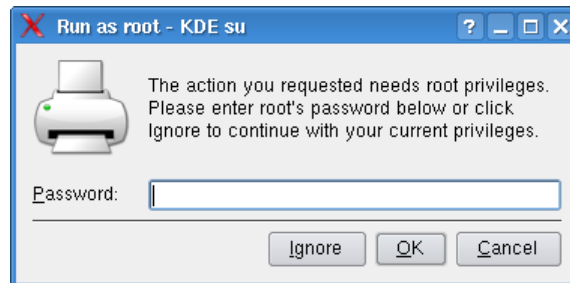 Run as root - KDE su
The action you requested needs root privileges.
Please enter root's password below or click
Ignore to continue with your current privileges.
Password:
Ignore OK Cancel